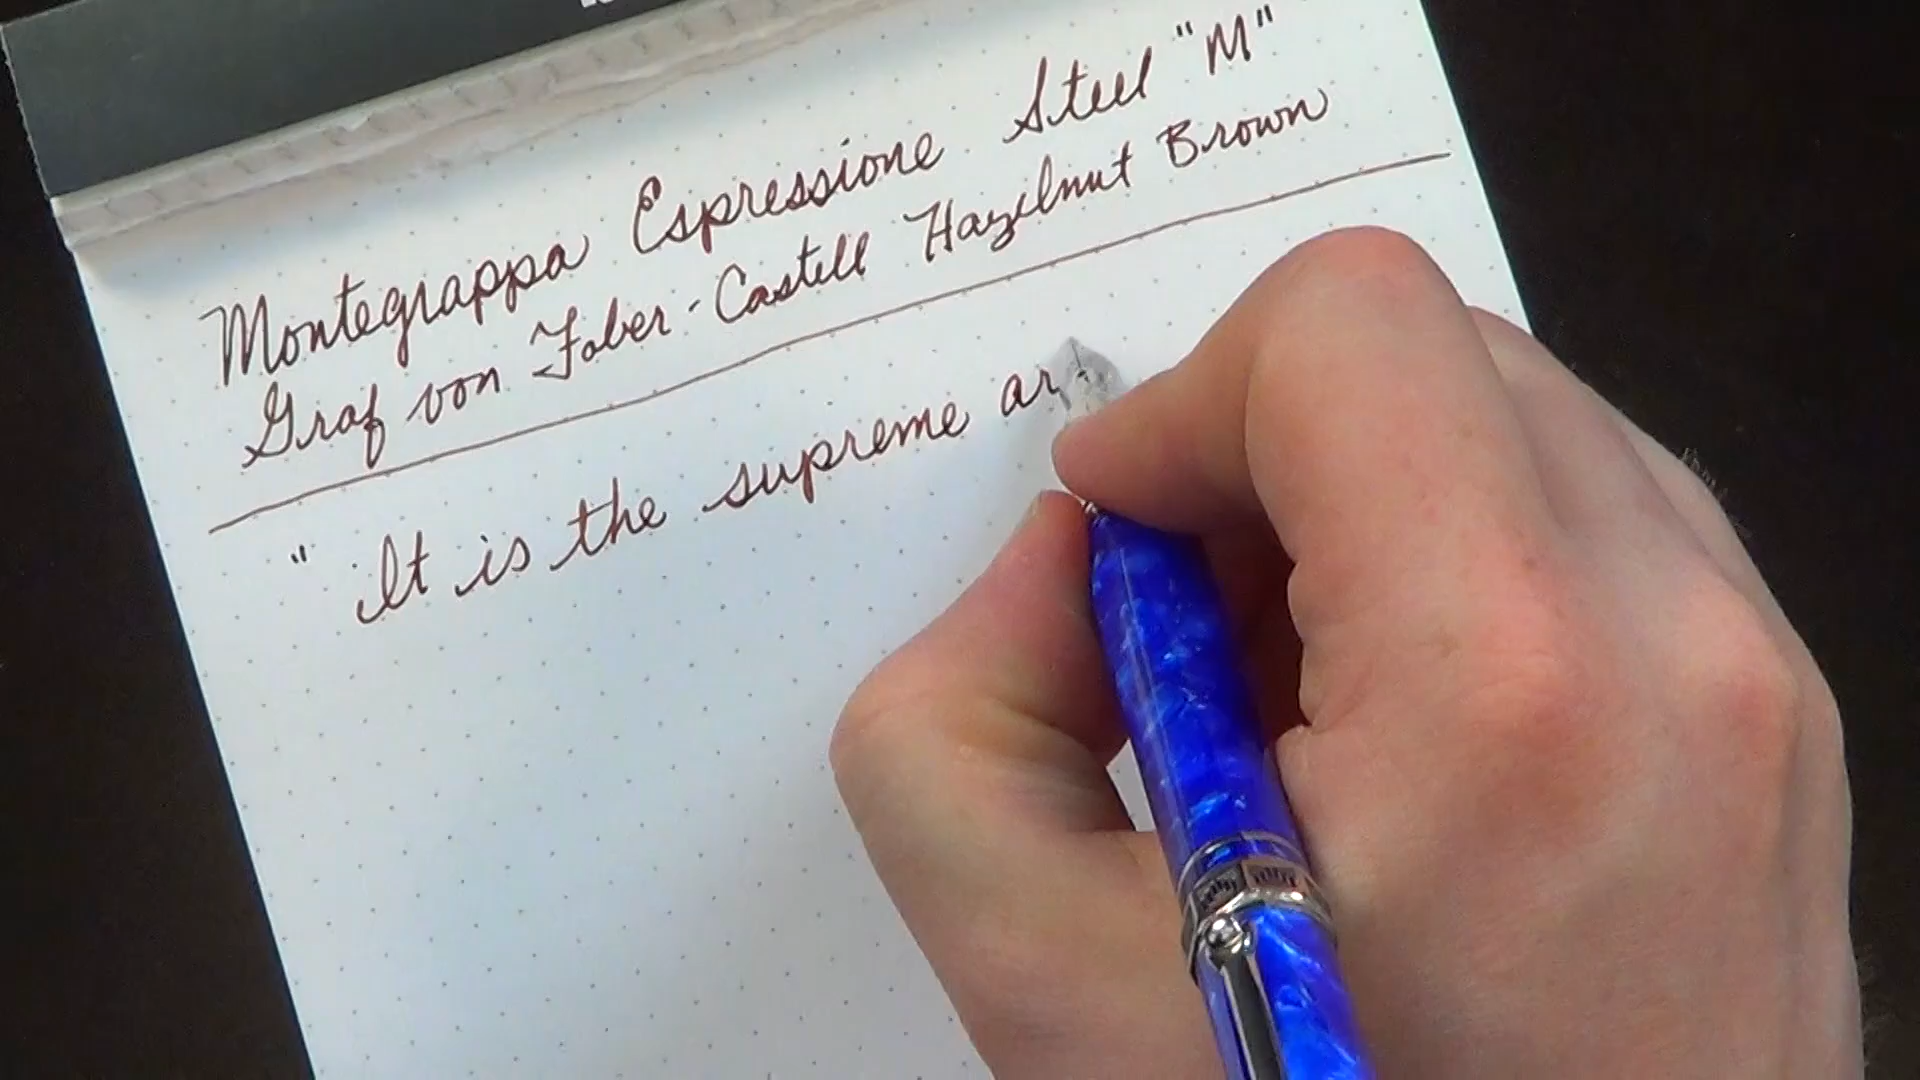 Montegrappa Espressione Steel "M"
Graf von Faber-Castell Hazelnut Brown
" It is the supreme ar